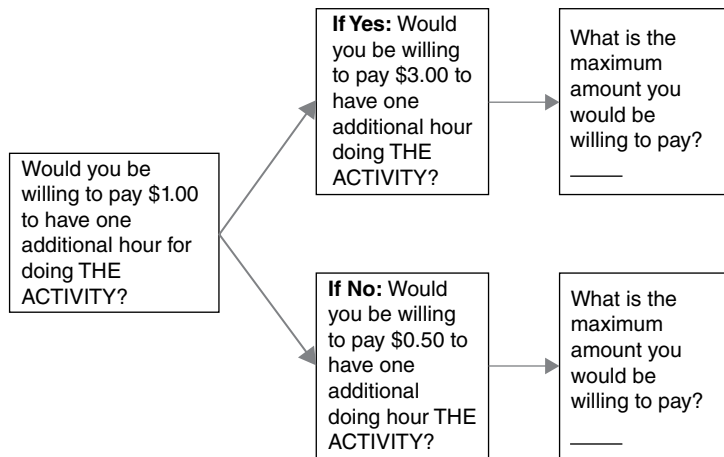 Would you be
willing to pay $1.00
to have one
additional hour for
doing THE
ACTIVITY?
If Yes: Would
you be willing
to pay $3.00 to
have one
additional hour
doing THE
ACTIVITY?
What is the
maximum
amount you
would be
willing to pay?
If No: Would
you be willing
to pay $0.50 to
have one
additional
doing hour THE
ACTIVITY?
What is the
maximum
amount you
would be
willing to pay?